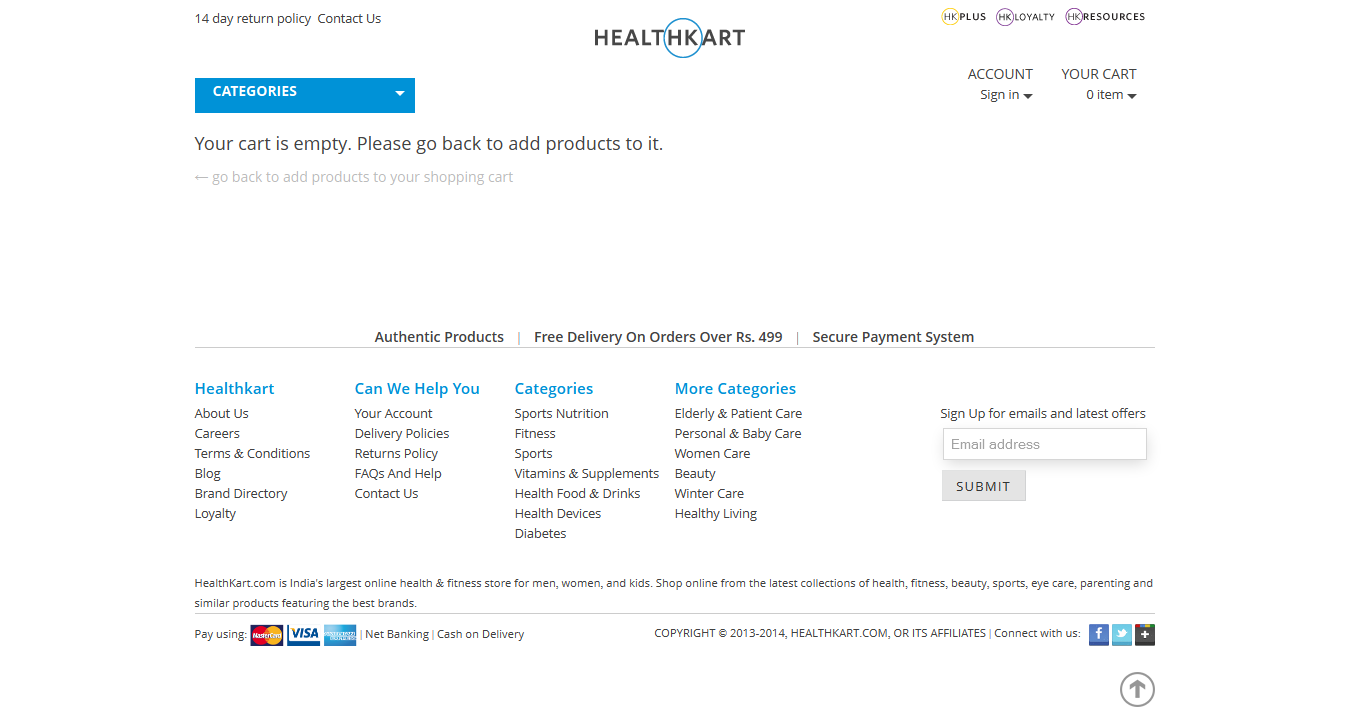 14 day return policy Contact Us
HKPLUS HKLOYALTY HKRESOURCES
HEALTHKART
CATEGORIES
ACCOUNT
Sign in
YOUR CART
0 item
Your cart is empty. Please go back to add products to it.
← go back to add products to your shopping cart
Authentic Products | Free Delivery On Orders Over Rs. 499 | Secure Payment System
Healthkart
About Us
Careers
Terms & Conditions
Blog
Brand Directory
Loyalty
Can We Help You
Your Account
Delivery Policies
Returns Policy
FAQs And Help
Contact Us
Categories
Sports Nutrition
Fitness
Sports
Vitamins & Supplements
Health Food & Drinks
Health Devices
Diabetes
More Categories
Elderly & Patient Care
Personal & Baby Care
Women Care
Beauty
Winter Care
Healthy Living
Sign Up for emails and latest offers
Email address
SUBMIT
HealthKart.com is India's largest online health & fitness store for men, women, and kids. Shop online from the latest collections of health, fitness, beauty, sports, eye care, parenting and
similar products featuring the best brands.
Pay using: MasterCard VISA AMERICAN EXPRESS | Net Banking | Cash on Delivery
COPYRIGHT © 2013-2014, HEALTHKART.COM, OR ITS AFFILIATES | Connect with us: